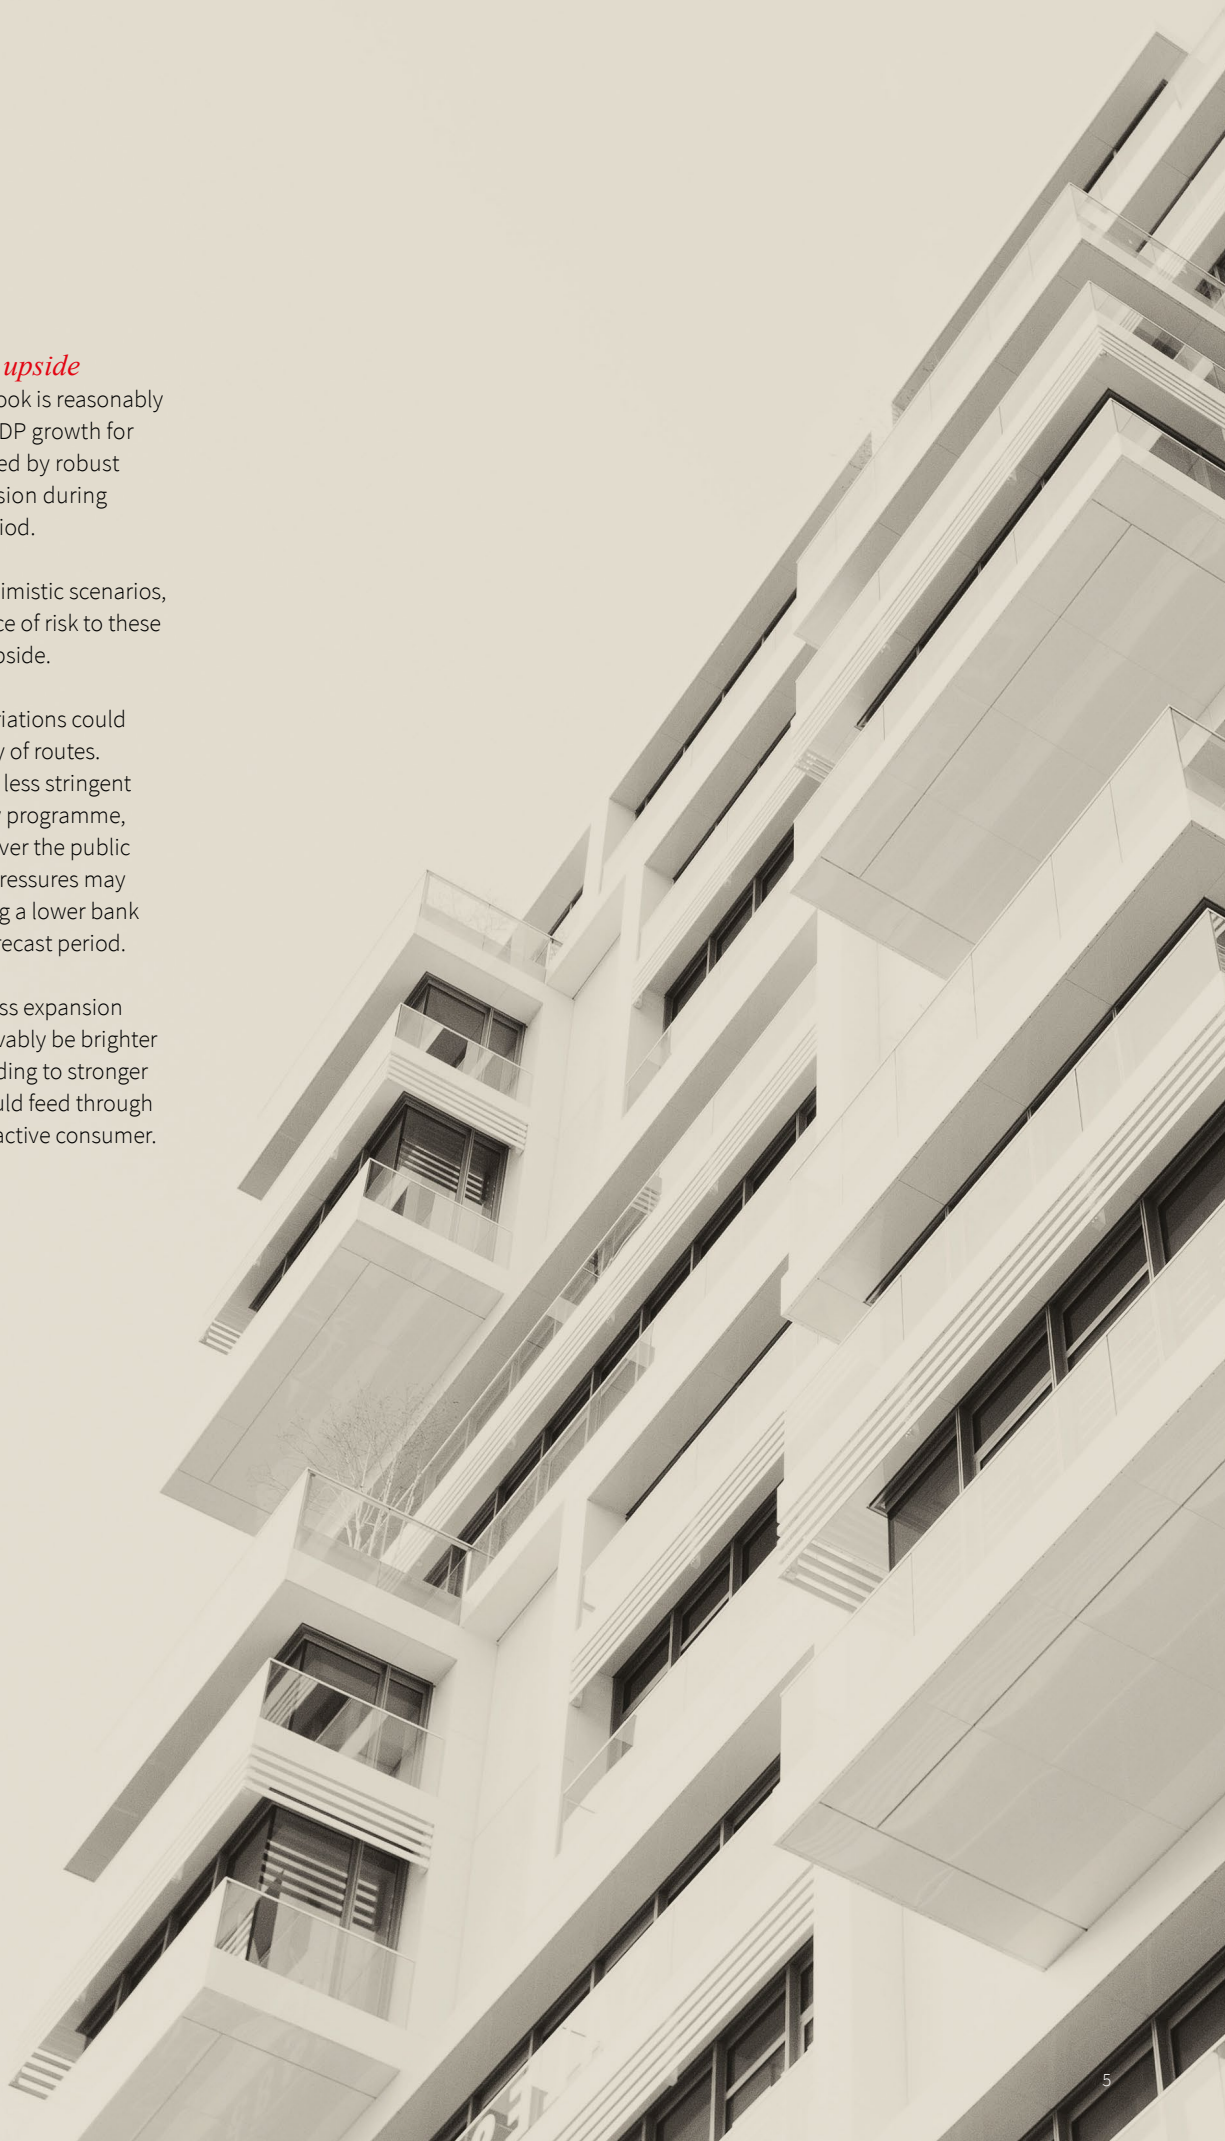 upside
ook is reasonably
DP growth for
ed by robust
sion during
iod.
imistic scenarios,
ce of risk to these
pside.
riations could
y of routes.
less stringent
y programme,
ver the public
ressures may
g a lower bank
recast period.
ss expansion
vably be brighter
ding to stronger
uld feed through
active consumer.
5